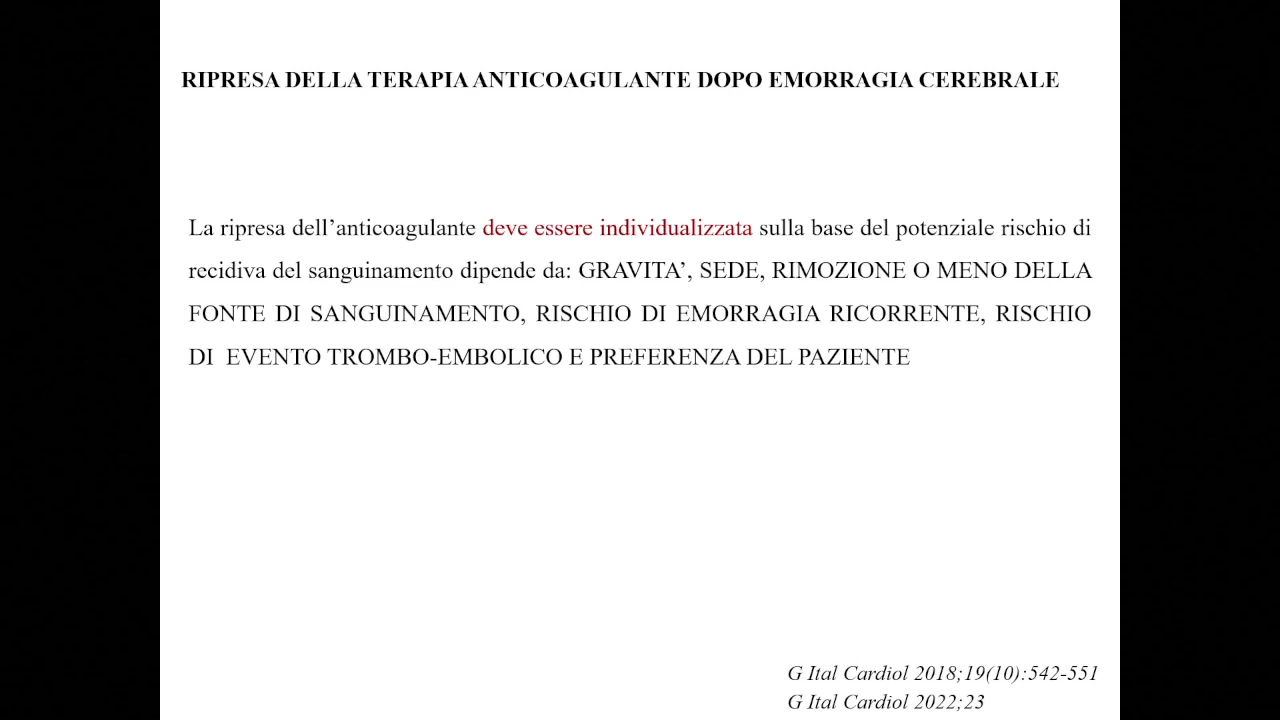 RIPRESA DELLA TERAPIA ANTICOAGULANTE DOPO EMORRAGIA CEREBRALE
La ripresa dell’anticoagulante deve essere individualizzata sulla base del potenziale rischio di
recidiva del sanguinamento dipende da: GRAVITA’, SEDE, RIMOZIONE O MENO DELLA
FONTE DI SANGUINAMENTO, RISCHIO DI EMORRAGIA RICORRENTE, RISCHIO
DI EVENTO TROMBO-EMBOLICO E PREFERENZA DEL PAZIENTE
G Ital Cardiol 2018;19(10):542-551
G Ital Cardiol 2022;23